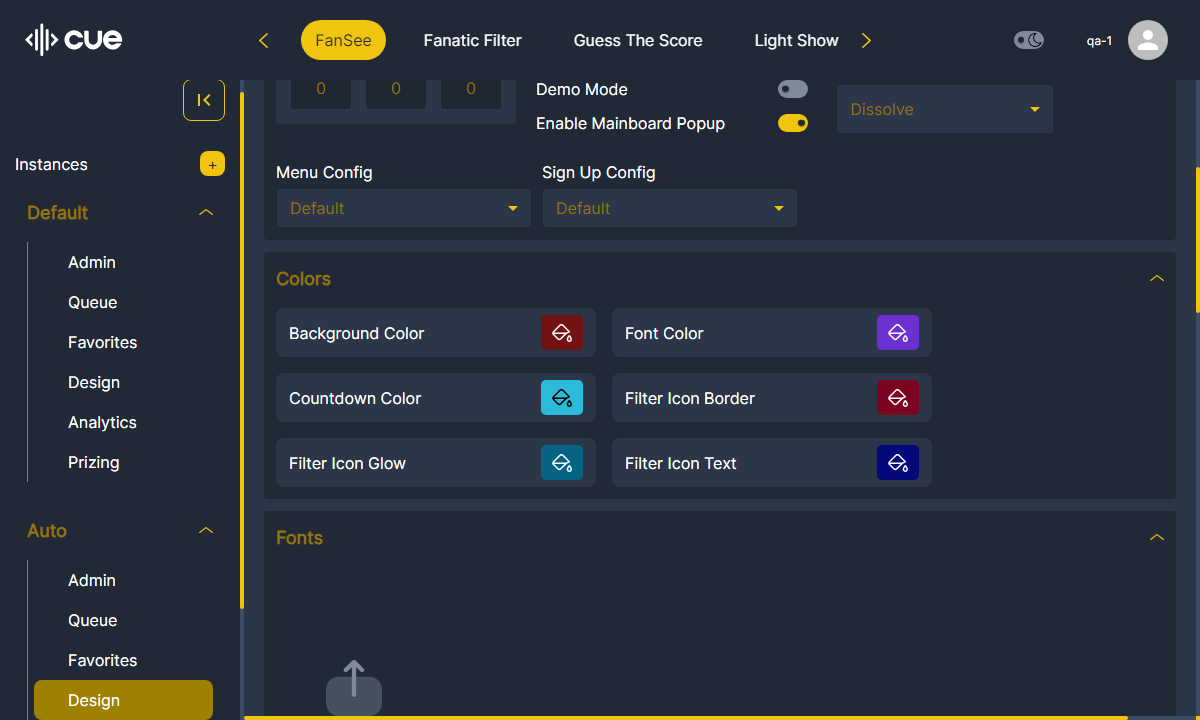 CUE
FanSee
Fanatic Filter
Guess The Score
Light Show
qa-1
Instances
+
Default
Admin
Queue
Favorites
Design
Analytics
Prizing
Auto
Admin
Queue
Favorites
Design
0
0
0
Demo Mode
Enable Mainboard Popup
Dissolve
Menu Config
Sign Up Config
Default
Default
Colors
Background Color
Font Color
Countdown Color
Filter Icon Border
Filter Icon Glow
Filter Icon Text
Fonts